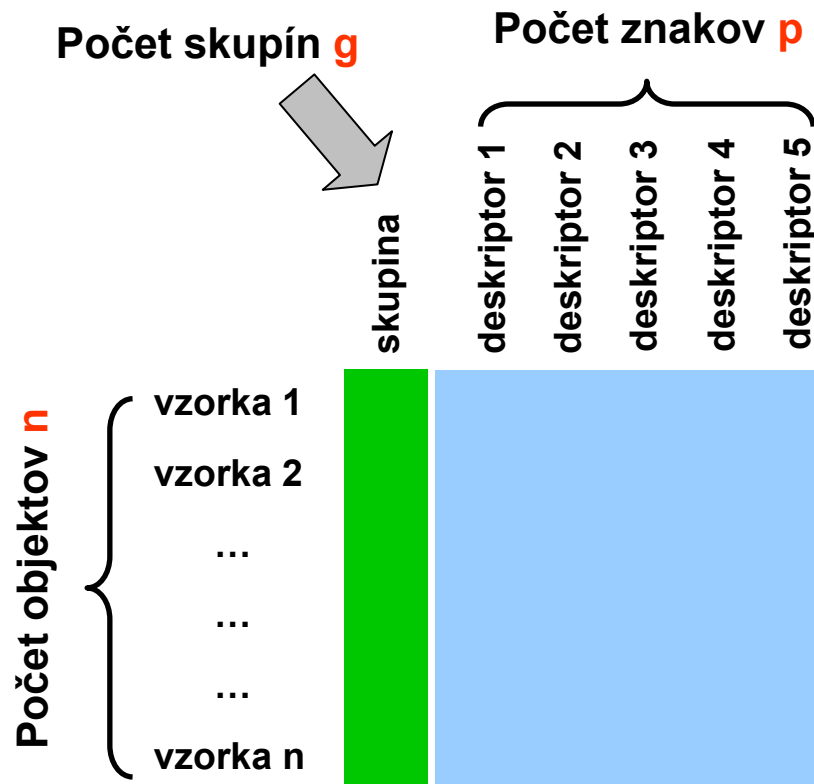 Počet skupín g
Počet znakov p
skupina
deskriptor 1
deskriptor 2
deskriptor 3
deskriptor 4
deskriptor 5
Počet objektov n
vzorka 1
vzorka 2
...
...
...
vzorka n